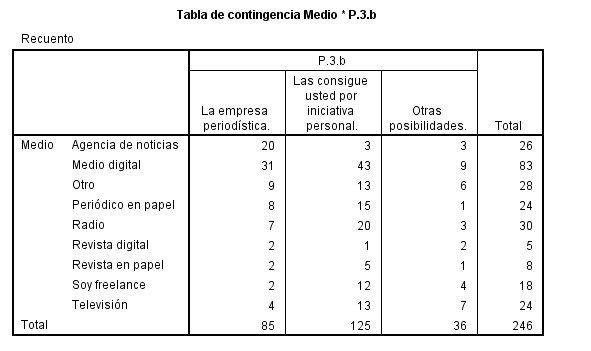 Tabla de contingencia Medio * P.3.b
Recuento
P.3.b
La empresa periodística. Las consigue usted por iniciativa personal. Otras posibilidades. Total
Medio Agencia de noticias 20 3 3 26
Medio digital 31 43 9 83
Otro 9 13 6 28
Periódico en papel 8 15 1 24
Radio 7 20 3 30
Revista digital 2 1 2 5
Revista en papel 2 5 1 8
Soy freelance 2 12 4 18
Televisión 4 13 7 24
Total 85 125 36 246